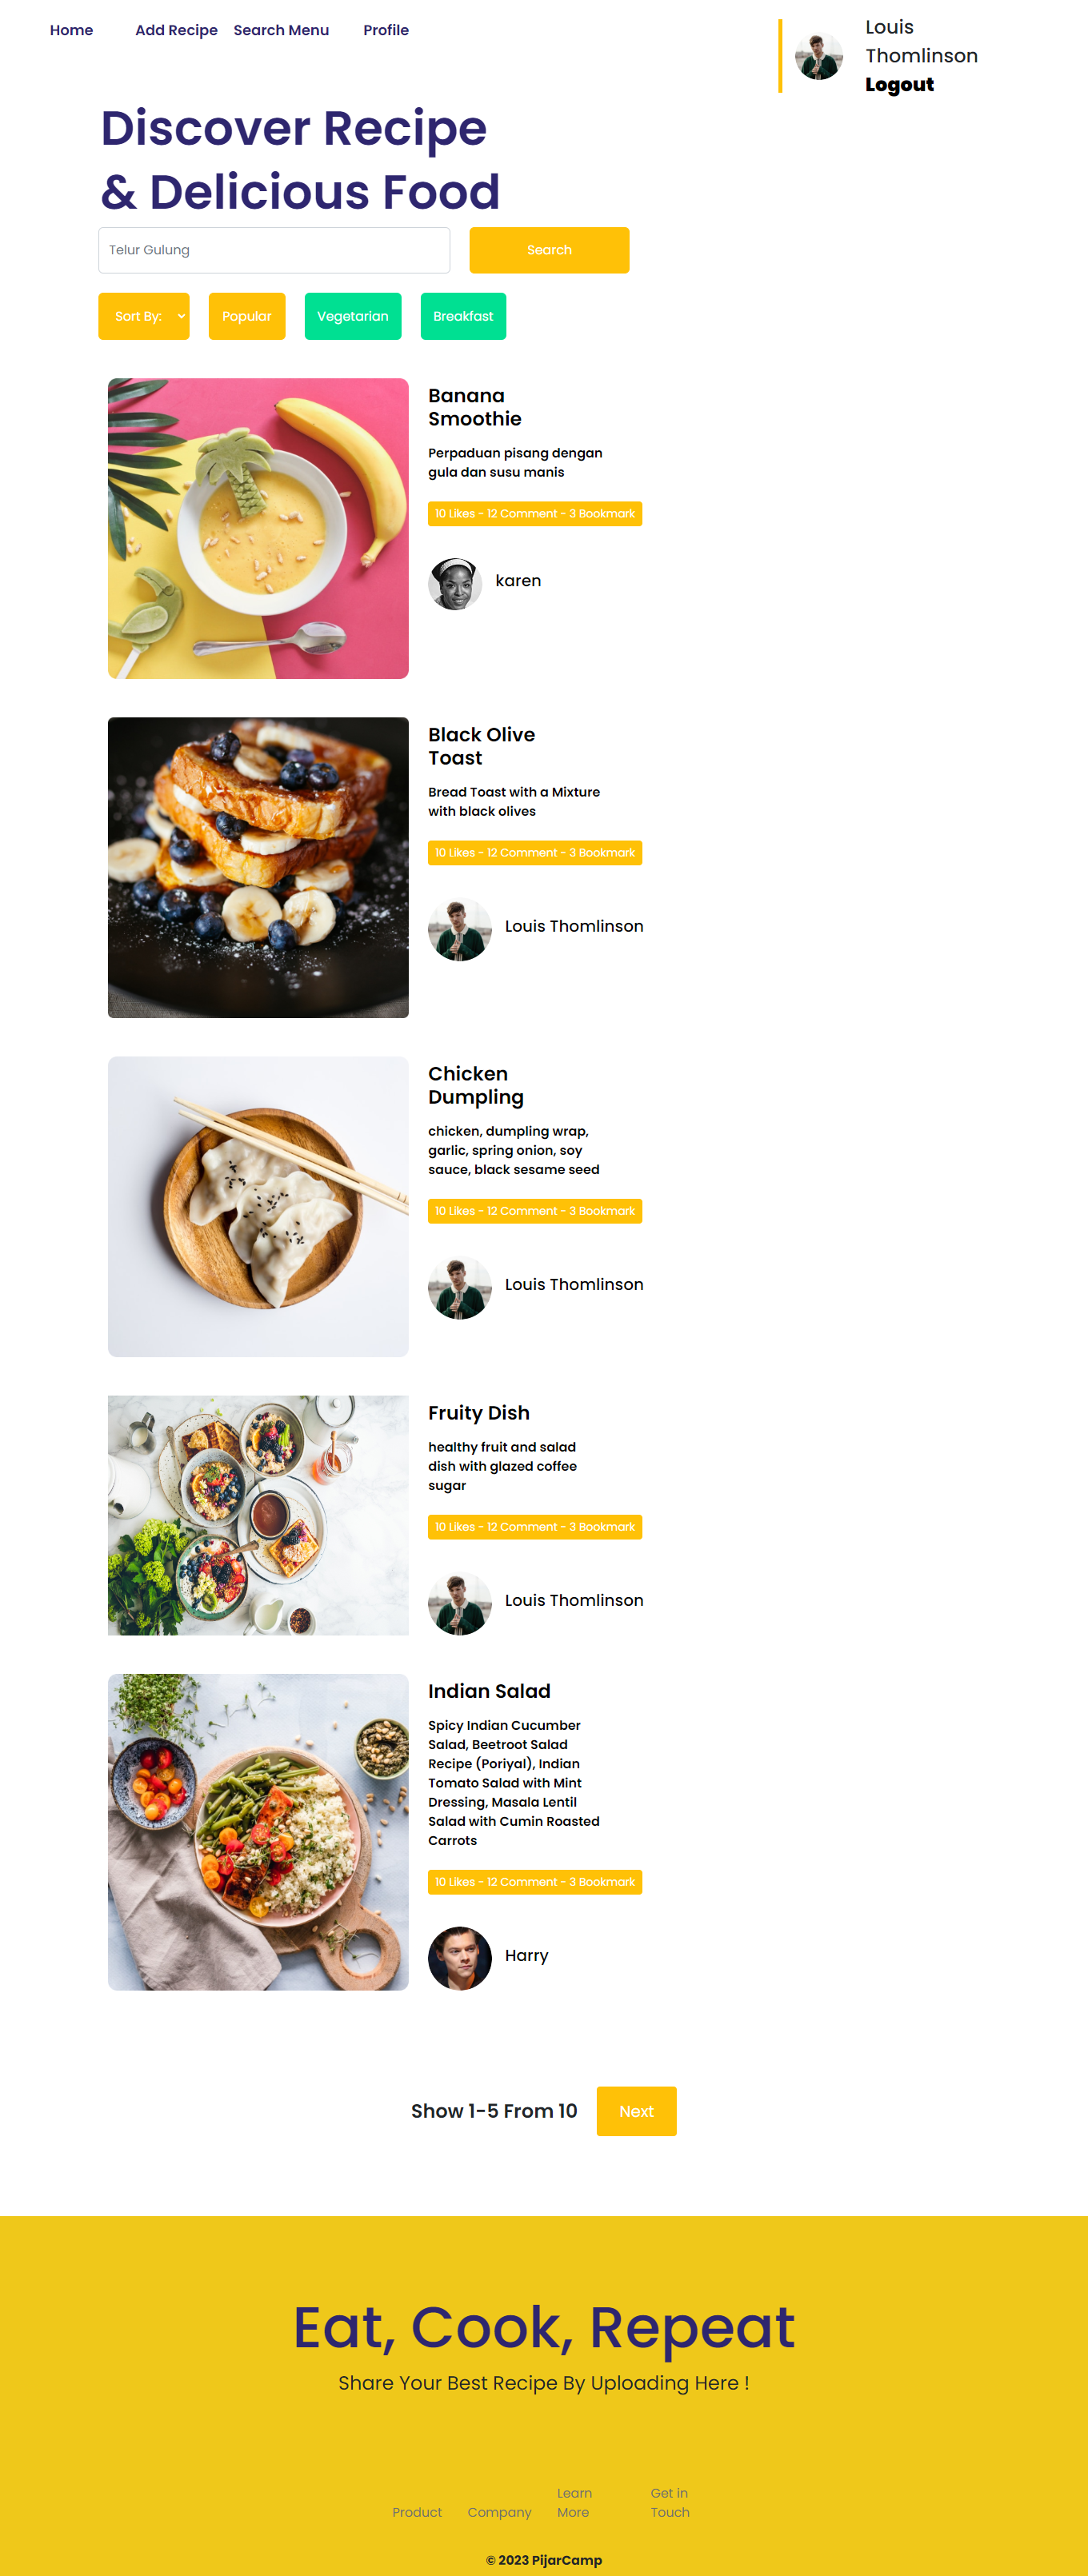 Home
Add Recipe
Search Menu
Profile
Louis
Thomlinson
Logout
Discover Recipe
& Delicious Food
Telur Gulung
Search
Sort By:
Popular
Vegetarian
Breakfast
Banana
Smoothie
Perpaduan pisang dengan
gula dan susu manis
10 Likes - 12 Comment - 3 Bookmark
karen
Black Olive
Toast
Bread Toast with a Mixture
with black olives
10 Likes - 12 Comment - 3 Bookmark
Louis Thomlinson
Chicken
Dumpling
chicken, dumpling wrap,
garlic, spring onion, soy
sauce, black sesame seed
10 Likes - 12 Comment - 3 Bookmark
Louis Thomlinson
Fruity Dish
healthy fruit and salad
dish with glazed coffee
sugar
10 Likes - 12 Comment - 3 Bookmark
Louis Thomlinson
Indian Salad
Spicy Indian Cucumber
Salad, Beetroot Salad
Recipe (Poriyal), Indian
Tomato Salad with Mint
Dressing, Masala Lentil
Salad with Cumin Roasted
Carrots
10 Likes - 12 Comment - 3 Bookmark
Harry
Show 1-5 From 10
Next
Eat, Cook, Repeat
Share Your Best Recipe By Uploading Here !
Product
Company
Learn
More
Get in
Touch
© 2023 PijarCamp